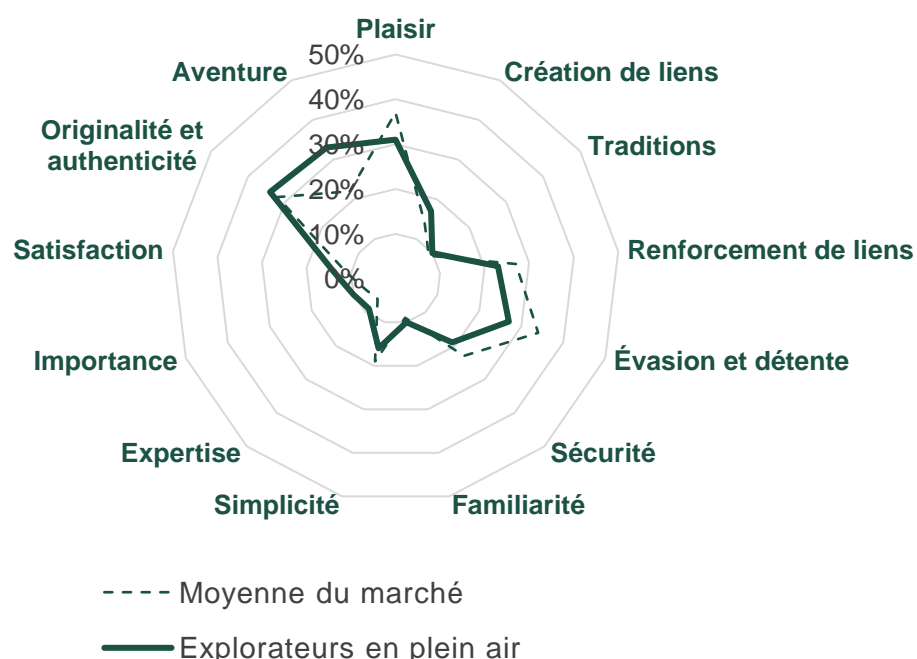 Plaisir
50%
Aventure
Création de liens
40%
Originalité et
authenticité
30%
Traditions
20%
10%
Satisfaction
Renforcement de liens
0%
Importance
Évasion et détente
Expertise
Sécurité
Simplicité
Familiarité
Moyenne du marché
Explorateurs en plein air